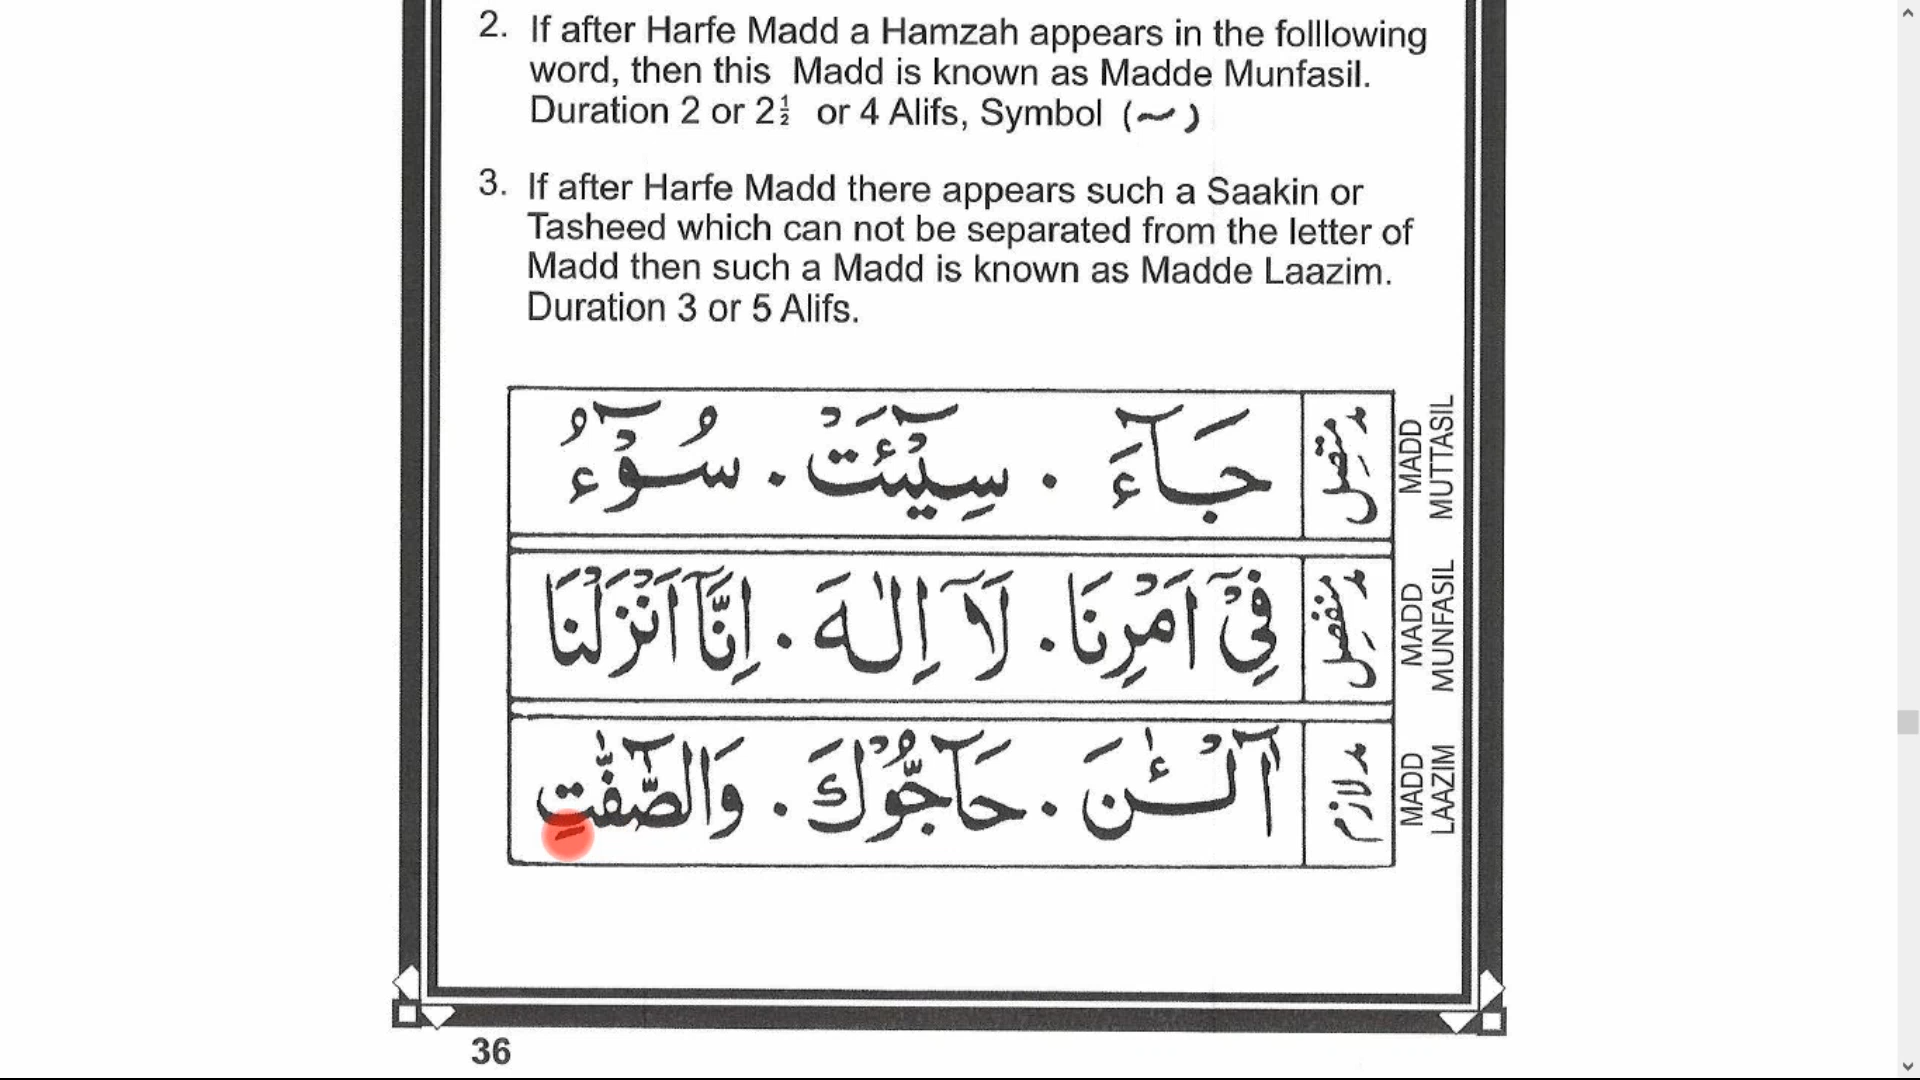 2. If after Harfe Madd a Hamzah appears in the folllowing
word, then this Madd is known as Madde Munfasil.
Duration 2 or 2½ or 4 Alifs, Symbol (~)
3. If after Harfe Madd there appears such a Saakin or
Tasheed which can not be separated from the letter of
Madd then such a Madd is known as Madde Laazim.
Duration 3 or 5 Alifs.
مد متصل جَآءَ . سِيْٓئَتْ . سُوْٓءُ
MADD MUTTASIL
مد منفصل فِيْٓ اَمْرِنَا . لَآ اِلٰهَ . اِنَّآ اَنْزَلْنَا
MADD MUNFASIL
مد لازم آٰلْـٰٔنَ . حَآجُّوْكَ . وَالصّٰٓفّٰتِ
MADD LAAZIM
36